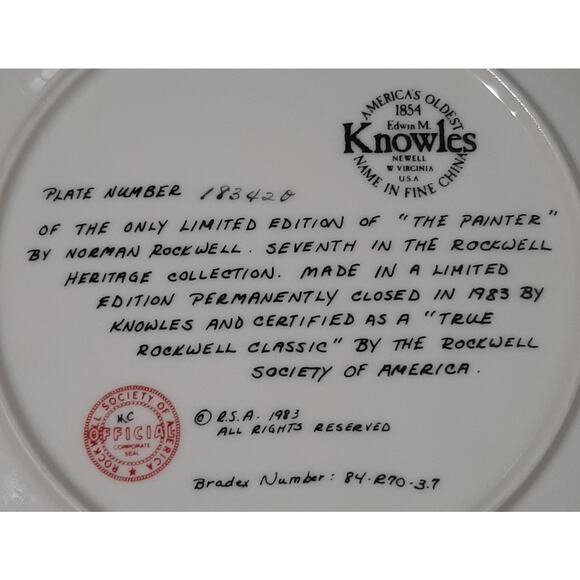 AMERICA'S OLDEST
1854
Edwin M.
Knowles
NEWELL
W VIRGINIA
U.S.A
NAME IN FINE CHINA
PLATE NUMBER 183420
OF THE ONLY LIMITED EDITION OF "THE PAINTER"
BY NORMAN ROCKWELL. SEVENTH IN THE ROCKWELL
HERITAGE COLLECTION. MADE IN A LIMITED
EDITION PERMANENTLY CLOSED IN 1983 BY
KNOWLES AND CERTIFIED AS A "TRUE
ROCKWELL CLASSIC" BY THE ROCKWELL
SOCIETY OF AMERICA.
ROCKWELL SOCIETY OF AMERICA
MC
OFFICIAL
CORPORATE
SEAL
© R.S.A. 1983
ALL RIGHTS RESERVED
Bradex Number: 84-R70-3.7